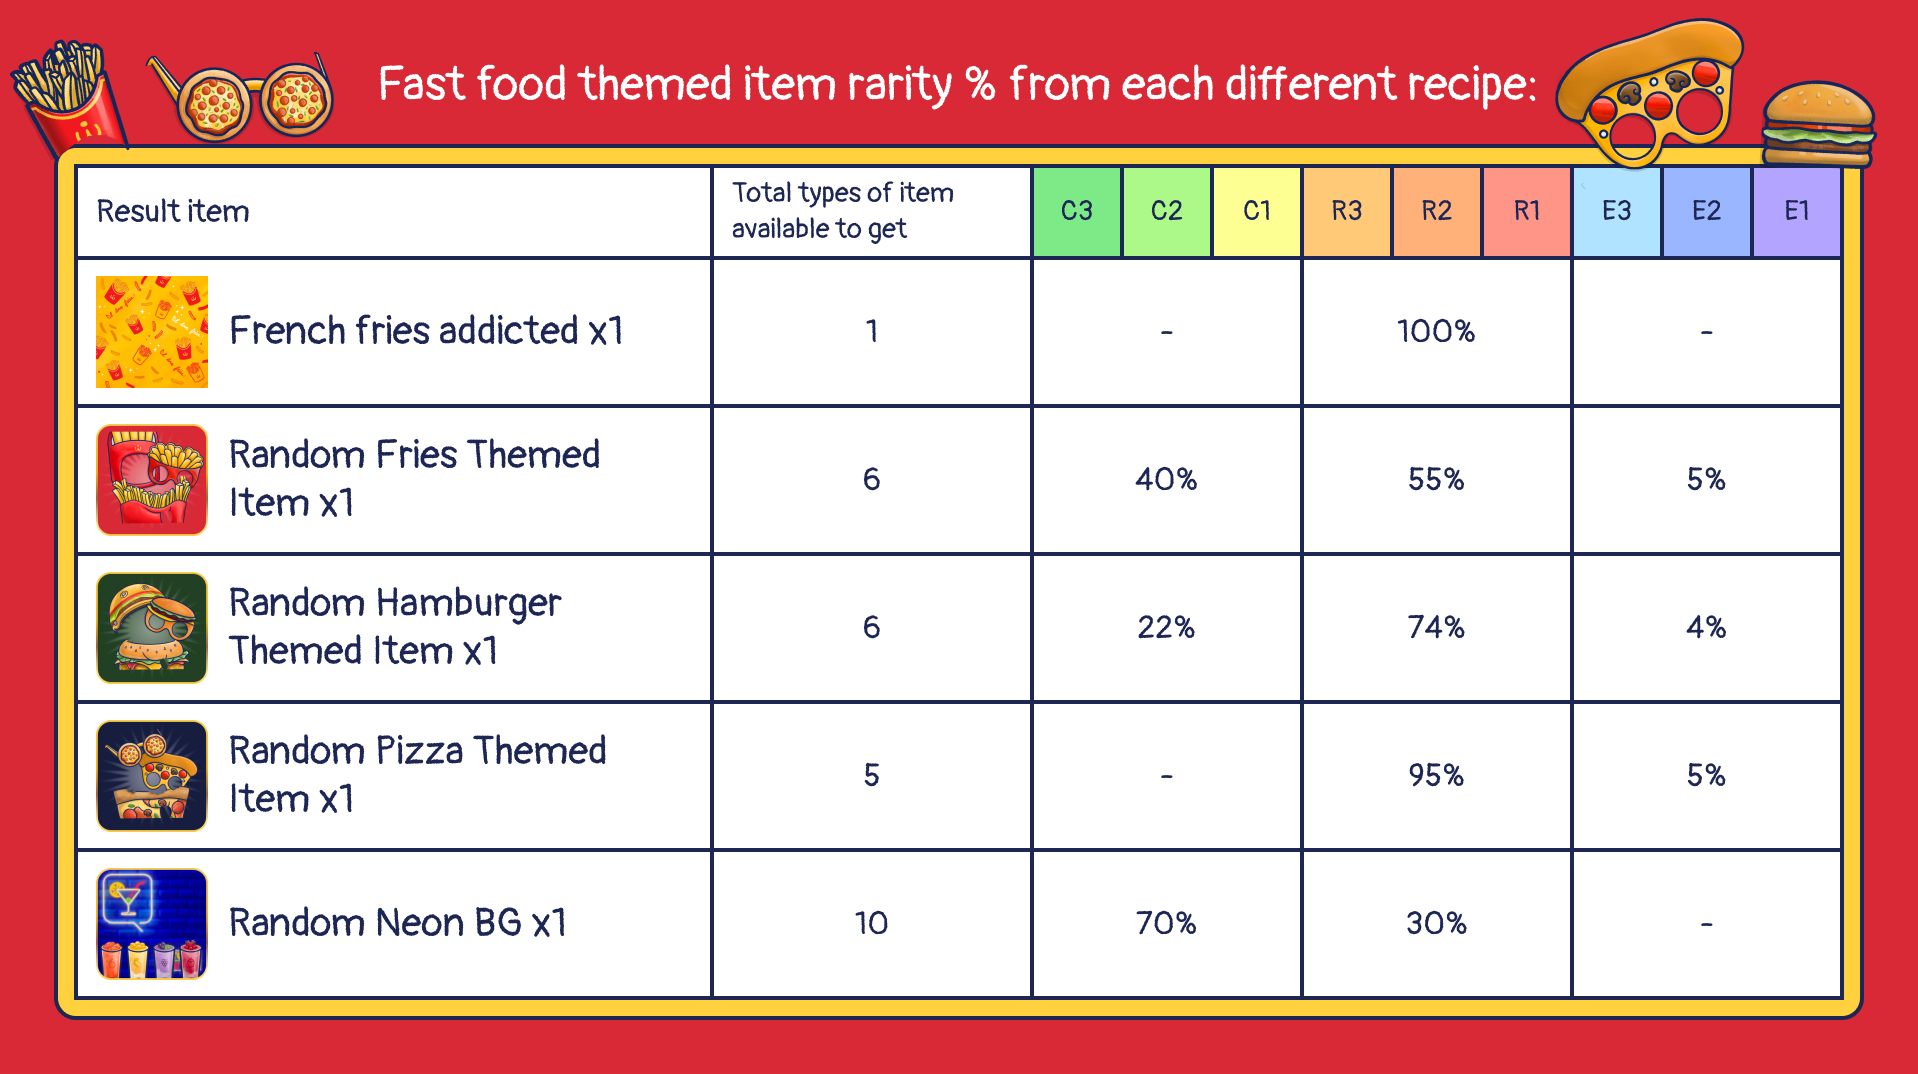 Fast food themed item rarity % from each different recipe:
Result item
Total types of item
available to get
C3
C2
C1
R3
R2
R1
E3
E2
E1
French fries addicted x1
1
-
100%
-
Random Fries Themed
Item x1
6
40%
55%
5%
Random Hamburger
Themed Item x1
6
22%
74%
4%
Random Pizza Themed
Item x1
5
-
95%
5%
Random Neon BG x1
10
70%
30%
-